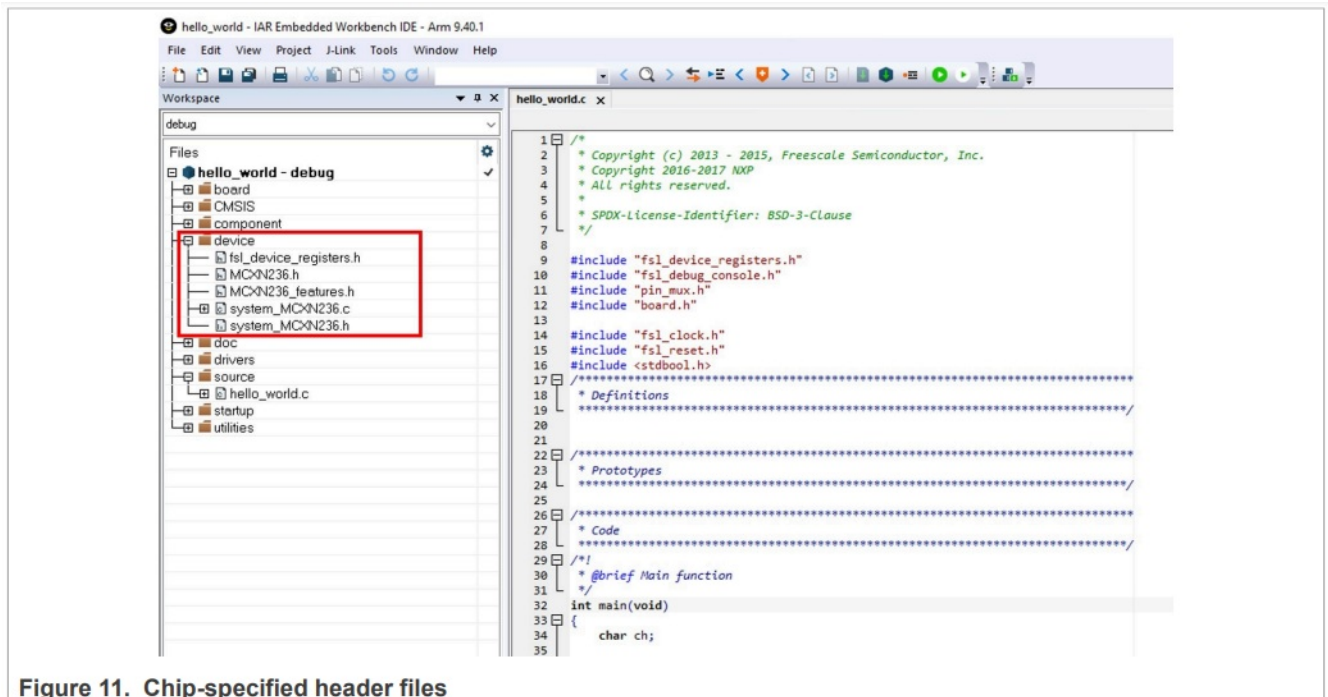 hello_world - IAR Embedded Workbench IDE - Arm 9.40.1
File Edit View Project J-Link Tools Window Help
Workspace
debug
Files
hello_world - debug
board
CMSIS
component
device
fsl_device_registers.h
MCXN236.h
MCXN236_features.h
system_MCXN236.c
system_MCXN236.h
doc
drivers
source
hello_world.c
startup
utilities
hello_world.c x
1 /*
2 * Copyright (c) 2013 - 2015, Freescale Semiconductor, Inc.
3 * Copyright 2016-2017 NXP
4 * All rights reserved.
5 *
6 * SPDX-License-Identifier: BSD-3-Clause
7 */
8
9 #include "fsl_device_registers.h"
10 #include "fsl_debug_console.h"
11 #include "pin_mux.h"
12 #include "board.h"
13
14 #include "fsl_clock.h"
15 #include "fsl_reset.h"
16 #include <stdbool.h>
17 /*******************************************************************************
18 * Definitions
19 ******************************************************************************/
20
21
22 /*******************************************************************************
23 * Prototypes
24 ******************************************************************************/
25
26 /*******************************************************************************
27 * Code
28 ******************************************************************************/
29 /*!
30 * @brief Main function
31 */
32 int main(void)
33 {
34 char ch;
35
Figure 11. Chip-specified header files